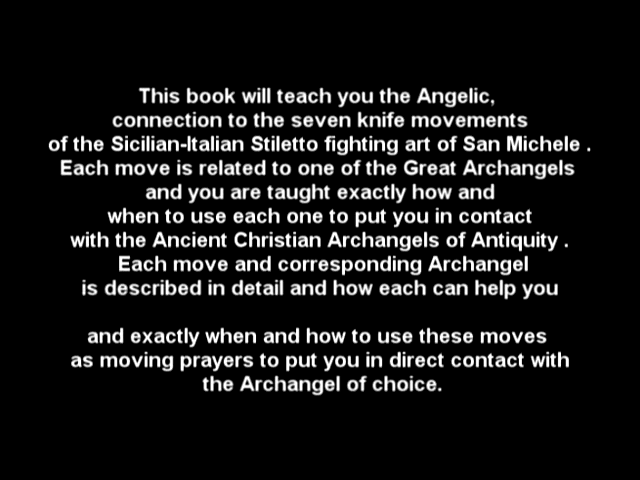 This book will teach you the Angelic,
connection to the seven knife movements
of the Sicilian-Italian Stiletto fighting art of San Michele .
Each move is related to one of the Great Archangels
and you are taught exactly how and
when to use each one to put you in contact
with the Ancient Christian Archangels of Antiquity .
Each move and corresponding Archangel
is described in detail and how each can help you
and exactly when and how to use these moves
as moving prayers to put you in direct contact with
the Archangel of choice.